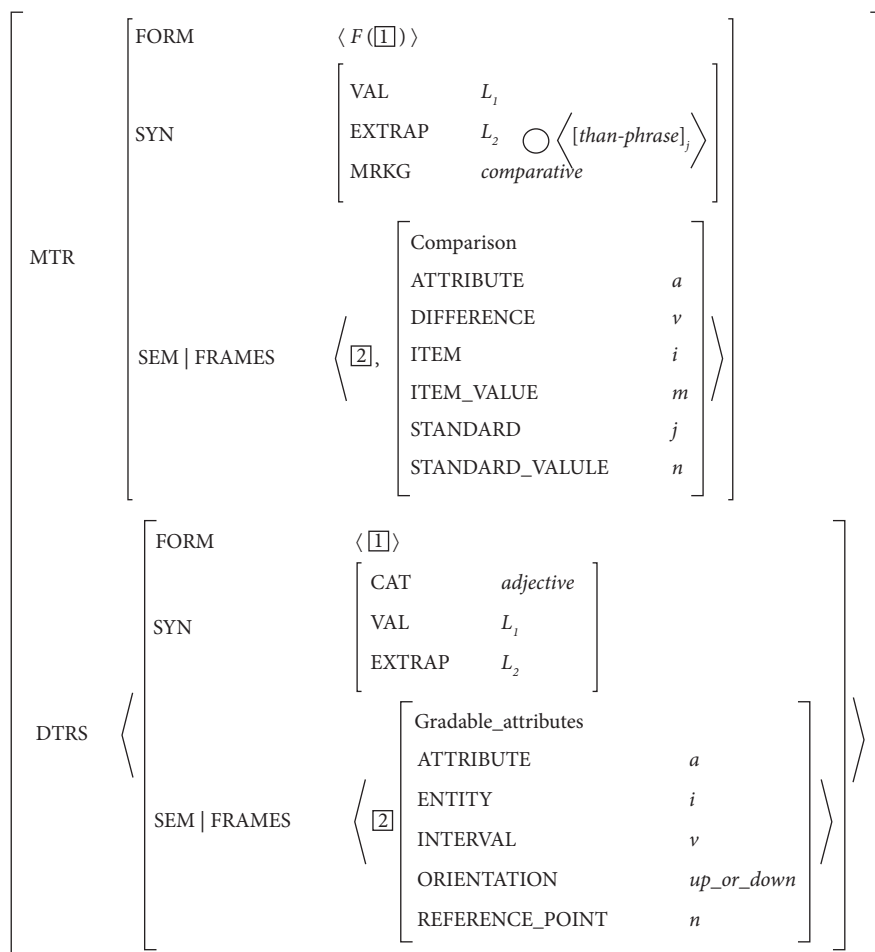 FORM ⟨ F ( 1 ) ⟩
VAL L₁
SYN EXTRAP L₂ ◯ ⟨ [than-phrase]ⱼ ⟩
MRKG comparative
Comparison
MTR
ATTRIBUTE a
DIFFERENCE v
SEM | FRAMES ⟨ 2 , ITEM i ⟩
ITEM_VALUE m
STANDARD j
STANDARD_VALULE n
FORM ⟨ 1 ⟩
CAT adjective
SYN VAL L₁
EXTRAP L₂
Gradable_attributes
DTRS
ATTRIBUTE a
ENTITY i
SEM | FRAMES ⟨ 2
INTERVAL v
ORIENTATION up_or_down
REFERENCE_POINT n